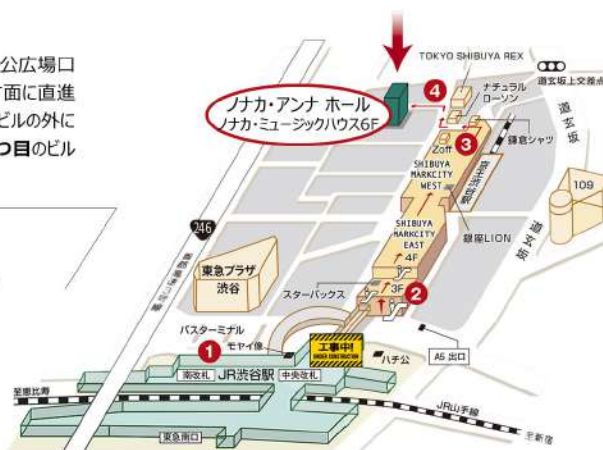 公広場口
面に直進
ビルの外に
つ目のビル
TOKYO SHIBUYA REX
道玄坂上交差点
ナチュラル
ローソン
ノナカ・アンナ ホール
ノナカ・ミュージックハウス6F
4
鎌倉シャツ
道玄坂
3
Zoff
SHIBUYA
MARKCITY
WEST
京王渋谷駅
109
246
SHIBUYA
MARKCITY
EAST
銀座LION
道玄坂
4F
東急プラザ
渋谷
スターバックス
3F
2
バスターミナル
モヤイ像
1
工事中!
UNDER CONSTRUCTION
ハチ公
A5 出口
南改札
JR渋谷駅
中央改札
至恵比寿
JR山手線
東急南口
至新宿